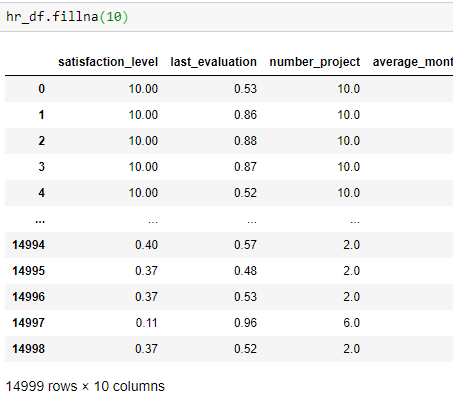 hr_df.fillna(10)
satisfaction_level last_evaluation number_project average_mont
0 10.00 0.53 10.0
1 10.00 0.86 10.0
2 10.00 0.88 10.0
3 10.00 0.87 10.0
4 10.00 0.52 10.0
... ... ... ...
14994 0.40 0.57 2.0
14995 0.37 0.48 2.0
14996 0.37 0.53 2.0
14997 0.11 0.96 6.0
14998 0.37 0.52 2.0
14999 rows × 10 columns